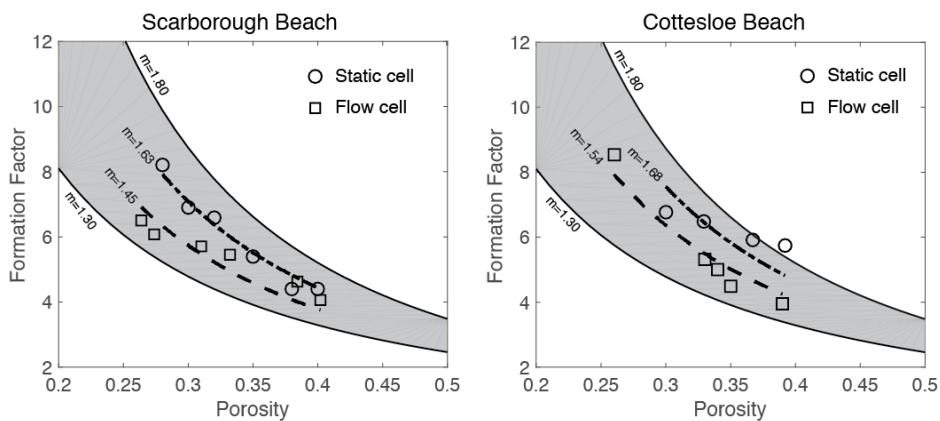 Scarborough Beach
12
10
8
6
4
2
Formation Factor
m=1.80
m=1.63
m=1.45
m=1.30
Static cell
Flow cell
0.2 0.25 0.3 0.35 0.4 0.45 0.5
Porosity
Cottesloe Beach
12
10
8
6
4
2
Formation Factor
m=1.80
m=1.54
m=1.68
m=1.30
Static cell
Flow cell
0.2 0.25 0.3 0.35 0.4 0.45 0.5
Porosity